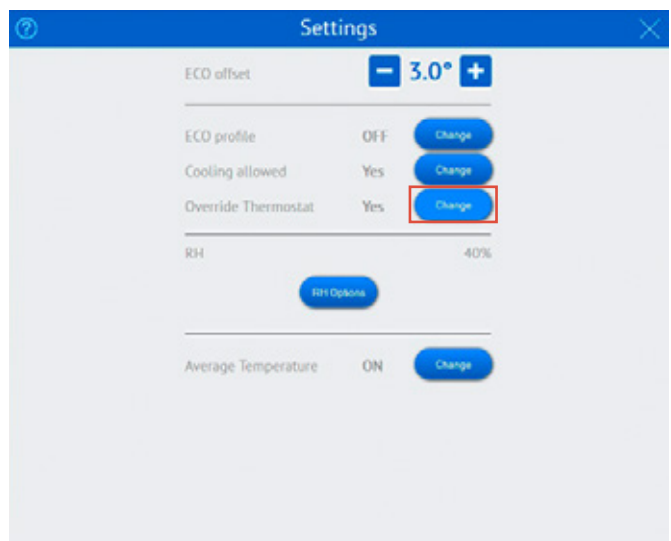 Settings
ECO offset 3.0°
ECO profile OFF Change
Cooling allowed Yes Change
Override Thermostat Yes Change
RH 40%
RH Options
Average Temperature ON Change